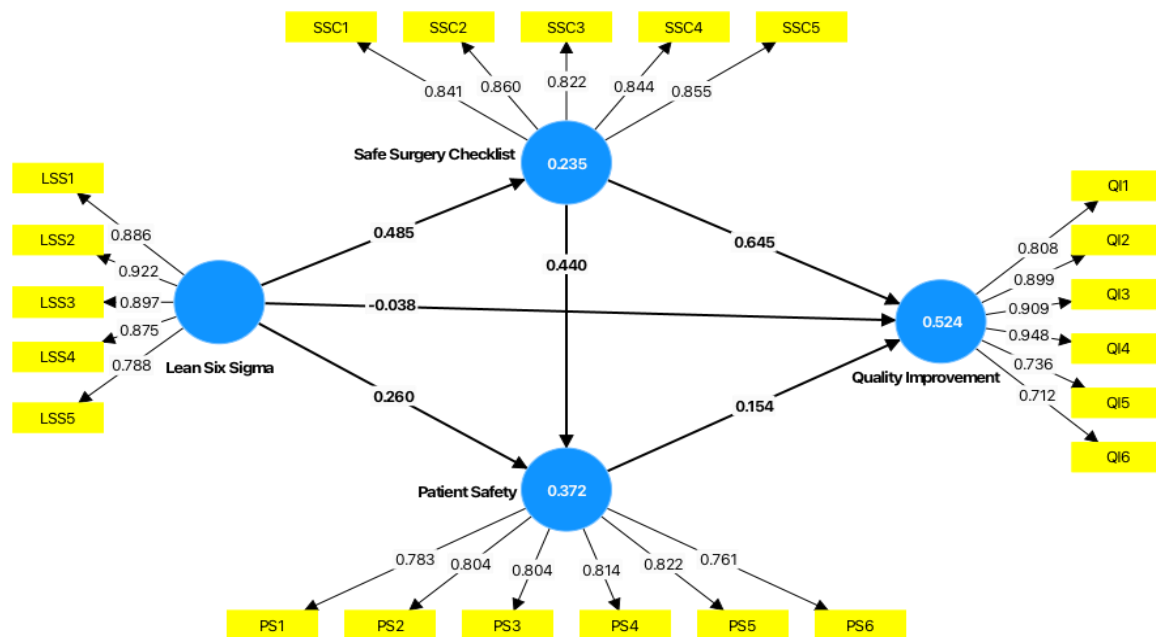 SSC1 SSC2 SSC3 SSC4 SSC5
0.841 0.860 0.822 0.844 0.855
Safe Surgery Checklist
0.235
LSS1
LSS2
LSS3
LSS4
LSS5
0.886
0.922
0.897
0.875
0.788
Lean Six Sigma
0.485
0.440
0.645
-0.038
0.260
0.154
0.524
Quality Improvement
QI1
QI2
QI3
QI4
QI5
QI6
0.808
0.899
0.909
0.948
0.736
0.712
Patient Safety
0.372
0.783 0.804 0.804 0.814 0.822 0.761
PS1 PS2 PS3 PS4 PS5 PS6